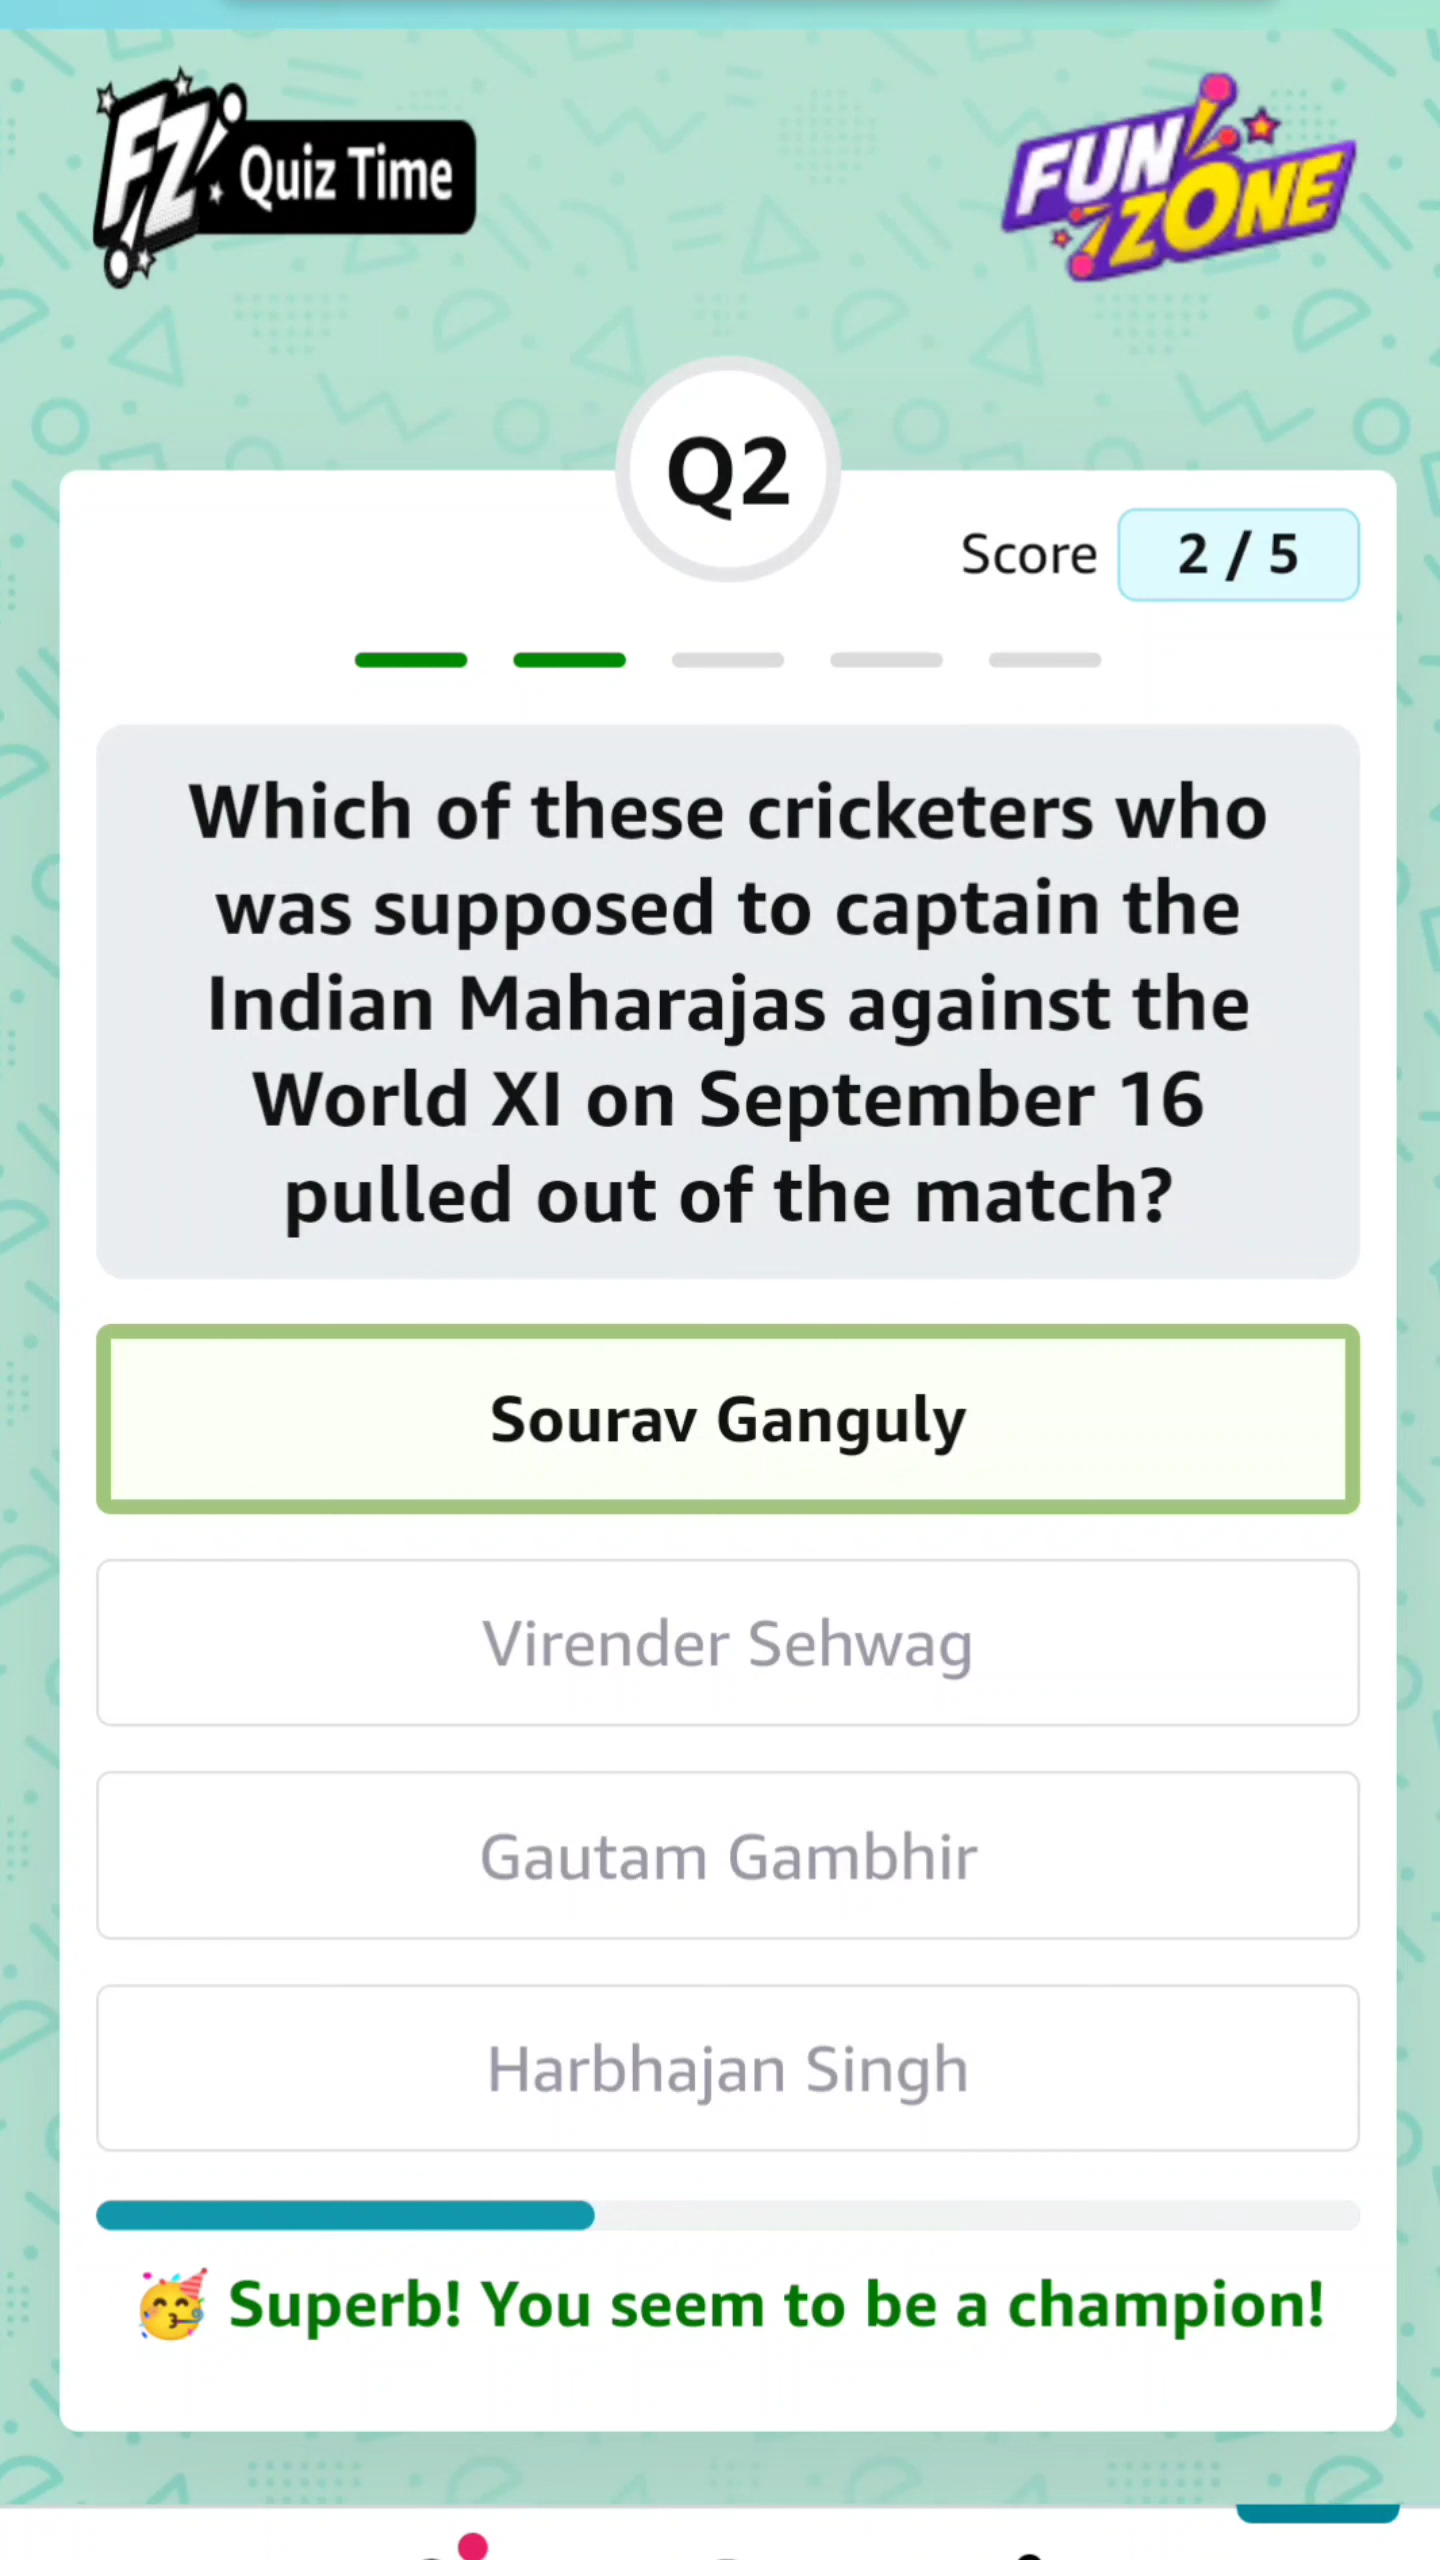 FZ Quiz Time
FUN
ZONE
Q2
Score 2 / 5
Which of these cricketers who
was supposed to captain the
Indian Maharajas against the
World XI on September 16
pulled out of the match?
Sourav Ganguly
Virender Sehwag
Gautam Gambhir
Harbhajan Singh
🥳 Superb! You seem to be a champion!